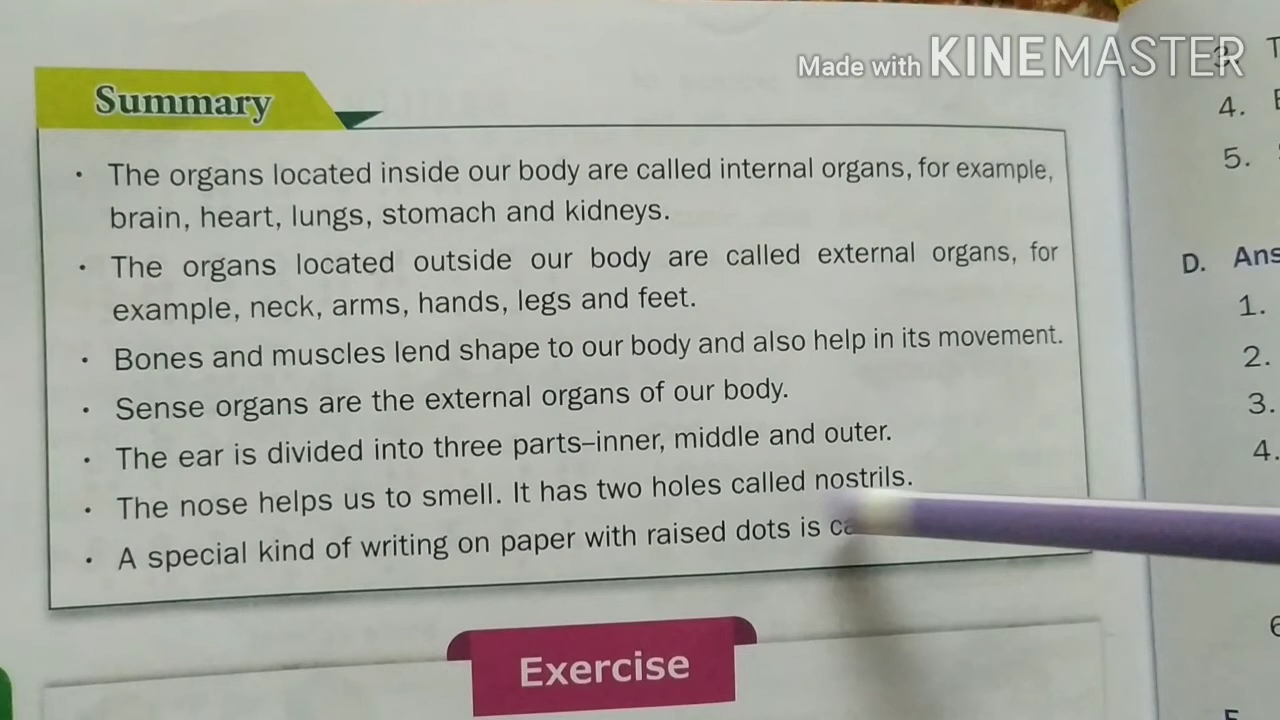 Made with KINEMASTER
Summary
• The organs located inside our body are called internal organs, for example,
brain, heart, lungs, stomach and kidneys.
• The organs located outside our body are called external organs, for
example, neck, arms, hands, legs and feet.
• Bones and muscles lend shape to our body and also help in its movement.
• Sense organs are the external organs of our body.
• The ear is divided into three parts–inner, middle and outer.
• The nose helps us to smell. It has two holes called nostrils.
• A special kind of writing on paper with raised dots is
Exercise
3.
4.
5.
D. Ans
1.
2.
3.
4.